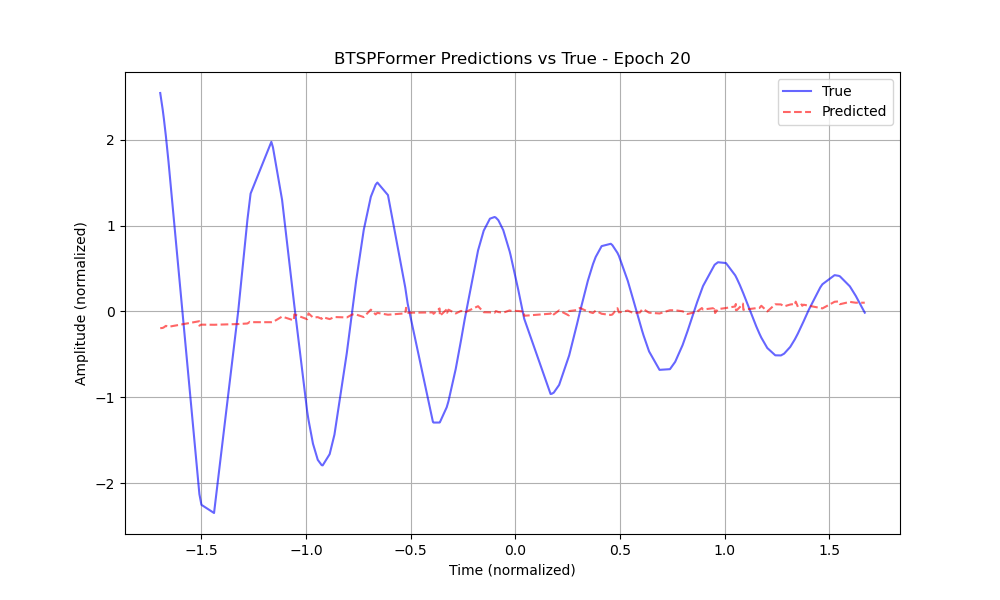 BTSPFormer Predictions vs True - Epoch 20
True
Predicted
Amplitude (normalized)
2
1
0
−1
−2
−1.5
−1.0
−0.5
0.0
0.5
1.0
1.5
Time (normalized)